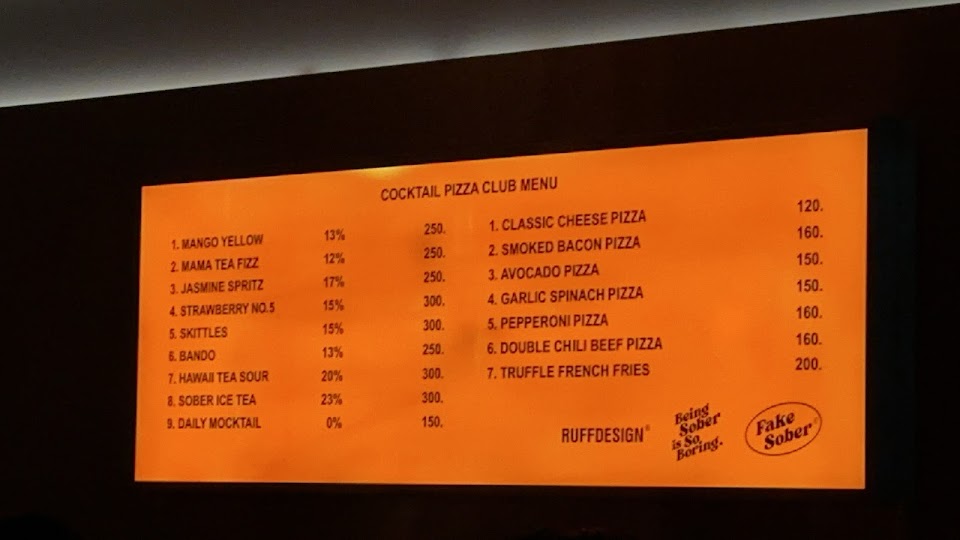 COCKTAIL PIZZA CLUB MENU
1. MANGO YELLOW 13% 250.
2. MAMA TEA FIZZ 12% 250.
3. JASMINE SPRITZ 17% 250.
4. STRAWBERRY NO.5 15% 300.
5. SKITTLES 15% 300.
6. BANDO 13% 250.
7. HAWAII TEA SOUR 20% 300.
8. SOBER ICE TEA 23% 300.
9. DAILY MOCKTAIL 0% 150.
1. CLASSIC CHEESE PIZZA 120.
2. SMOKED BACON PIZZA 160.
3. AVOCADO PIZZA 150.
4. GARLIC SPINACH PIZZA 150.
5. PEPPERONI PIZZA 160.
6. DOUBLE CHILI BEEF PIZZA 160.
7. TRUFFLE FRENCH FRIES 200.
RUFFDESIGN®
Being
Sober
is So
Boring.
Fake
Sober®